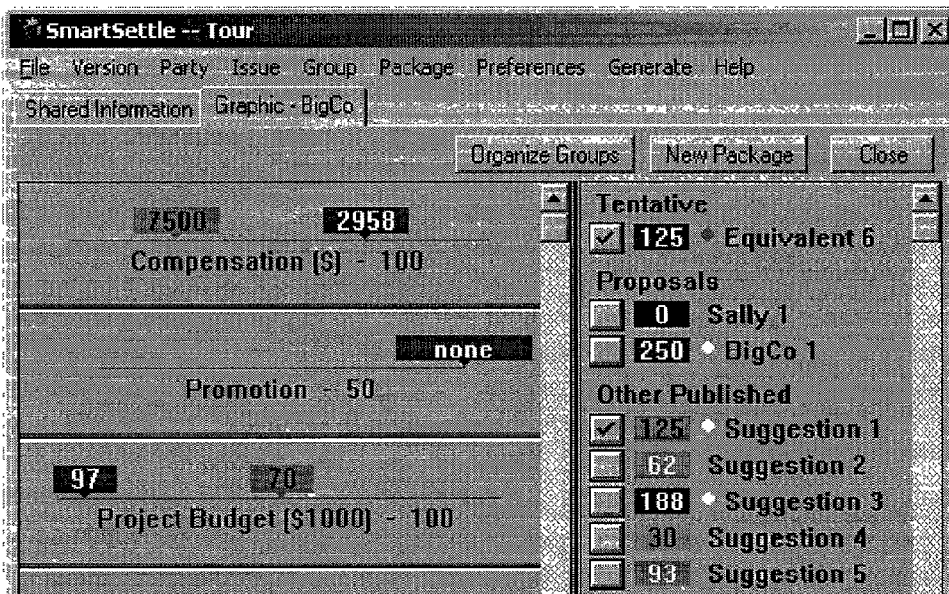 SmartSettle -- Tour
File Version Party Issue Group Package Preferences Generate Help
Shared Information Graphic - BigCo
Organize Groups New Package Close
7500 2958
Compensation ($) - 100
none
Promotion - 50
97 70
Project Budget ($1000) - 100
Tentative
125 Equivalent 6
Proposals
0 Sally 1
250 BigCo 1
Other Published
125 Suggestion 1
62 Suggestion 2
188 Suggestion 3
30 Suggestion 4
93 Suggestion 5